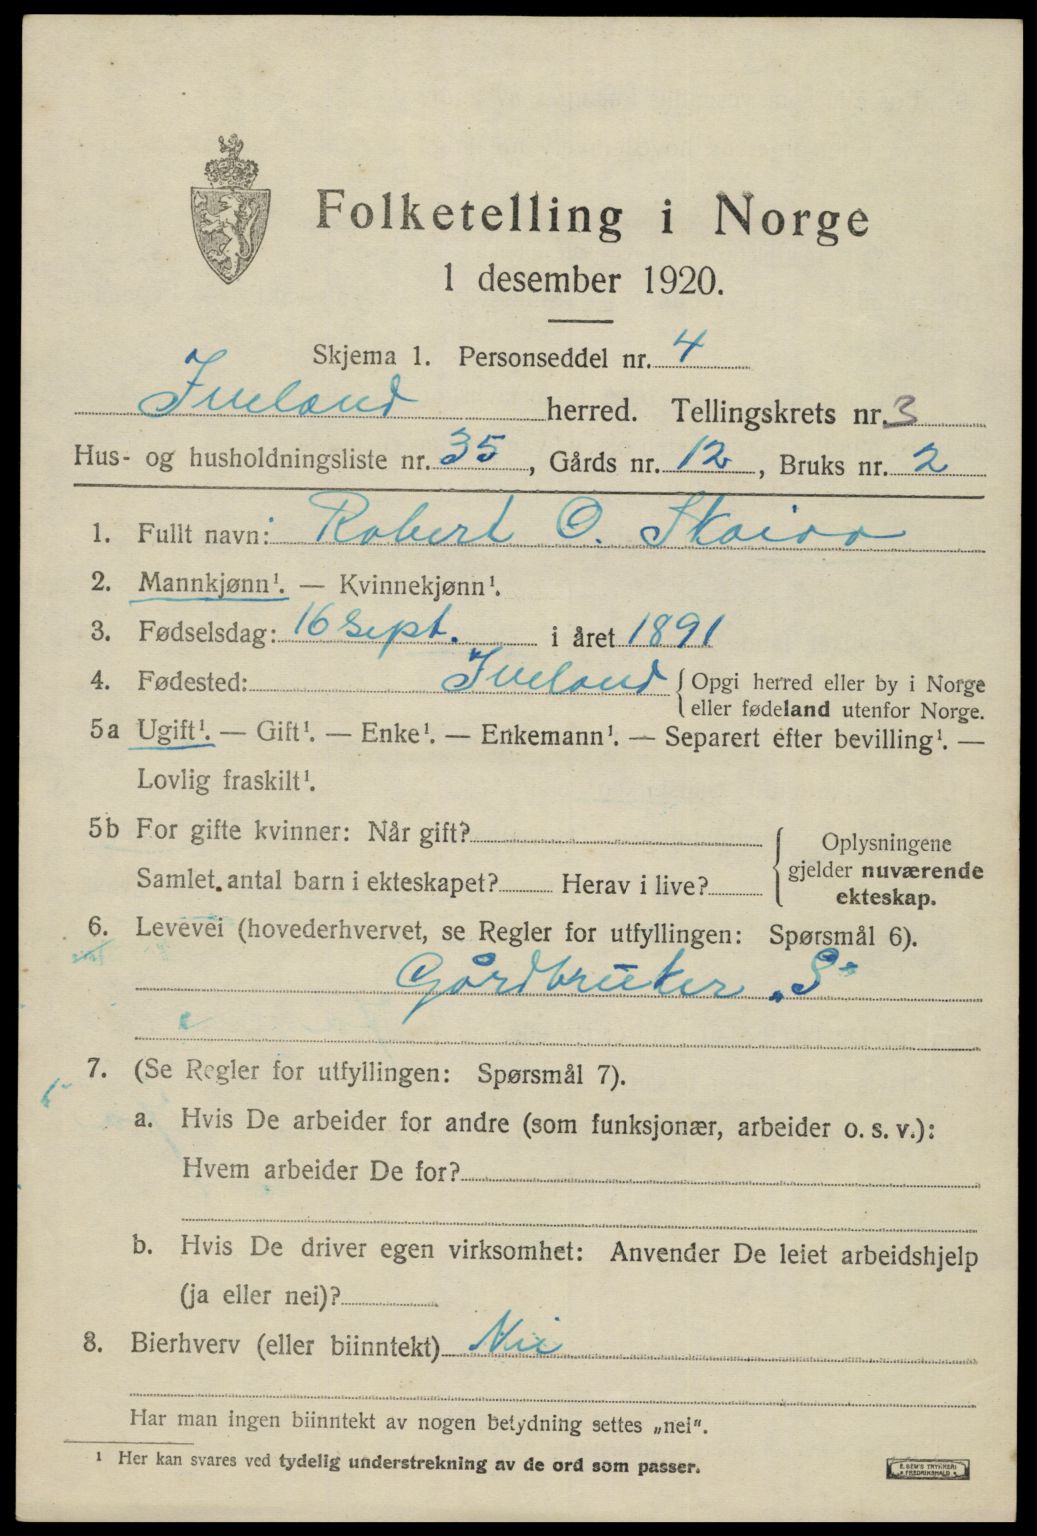 Folketelling i Norge
1 desember 1920.
Skjema 1. Personseddel nr. 4
Iveland herred. Tellingskrets nr. 3
Hus- og husholdningsliste nr. 35, Gårds nr. 12, Bruks nr. 2
1. Fullt navn: Robert O. Skaiaa
2. Mannkjønn¹. — Kvinnekjønn¹.
3. Fødselsdag: 16 Sept. i året 1891
4. Fødested: Iveland { Opgi herred eller by i Norge
eller fødeland utenfor Norge.
5a Ugift¹. — Gift¹. — Enke¹. — Enkemann¹. — Separert efter bevilling¹. —
Lovlig fraskilt¹.
5b For gifte kvinner: Når gift?
Samlet antal barn i ekteskapet? Herav i live?
Oplysningene
gjelder nuværende
ekteskap.
6. Levevei (hovederhvervet, se Regler for utfyllingen: Spørsmål 6).
Gårdbruker „S"
7. (Se Regler for utfyllingen: Spørsmål 7).
a. Hvis De arbeider for andre (som funksjonær, arbeider o. s. v.):
Hvem arbeider De for?
b. Hvis De driver egen virksomhet: Anvender De leiet arbeidshjelp
(ja eller nei)?
8. Bierhverv (eller biinntekt) Nei
Har man ingen biinntekt av nogen betydning settes „nei".
¹ Her kan svares ved tydelig understrekning av de ord som passer.
E. SEM'S TRYKKERI
FREDRIKSHALD